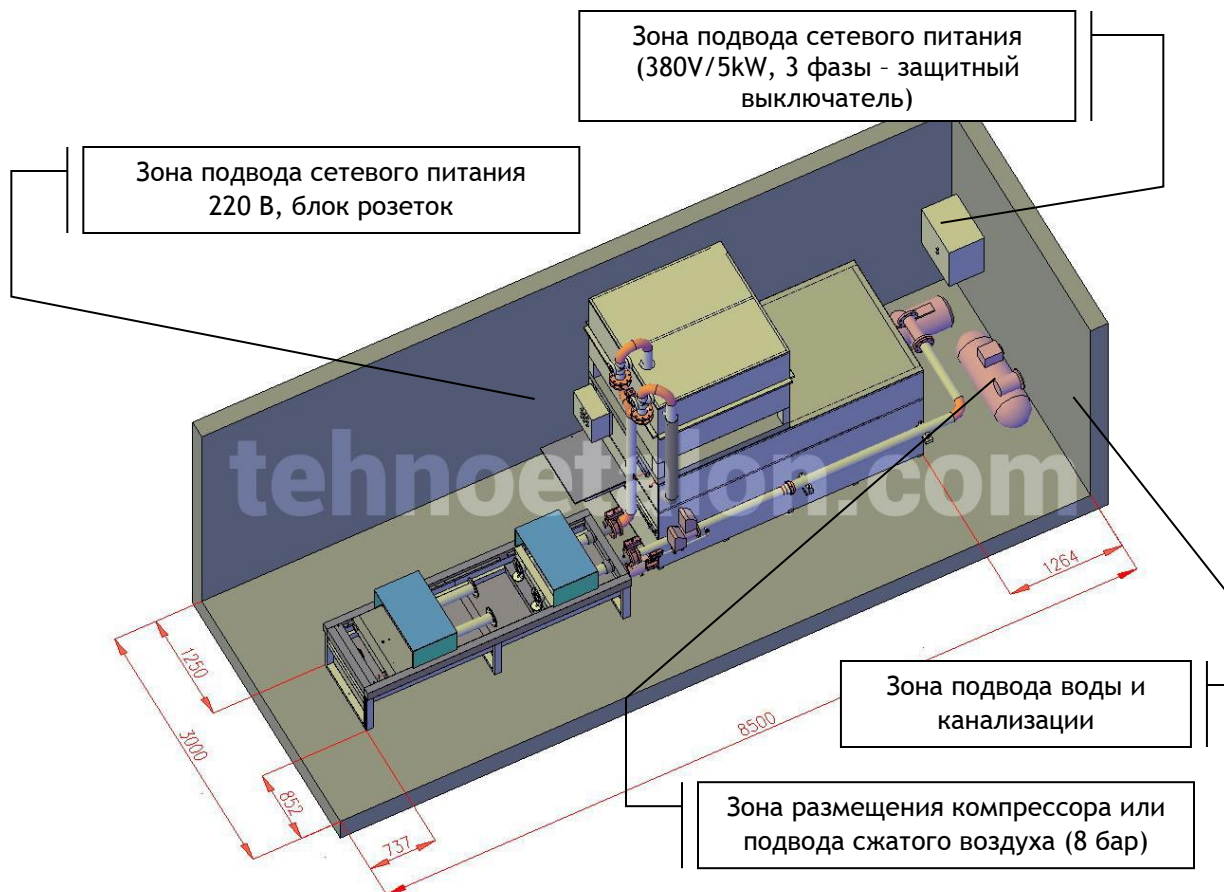 Зона подвода сетевого питания
(380V/5kW, 3 фазы – защитный
выключатель)
Зона подвода сетевого питания
220 В, блок розеток
tehnoetalon.com
1264
1250
3000
852
737
8500
Зона подвода воды и
канализации
Зона размещения компрессора или
подвода сжатого воздуха (8 бар)